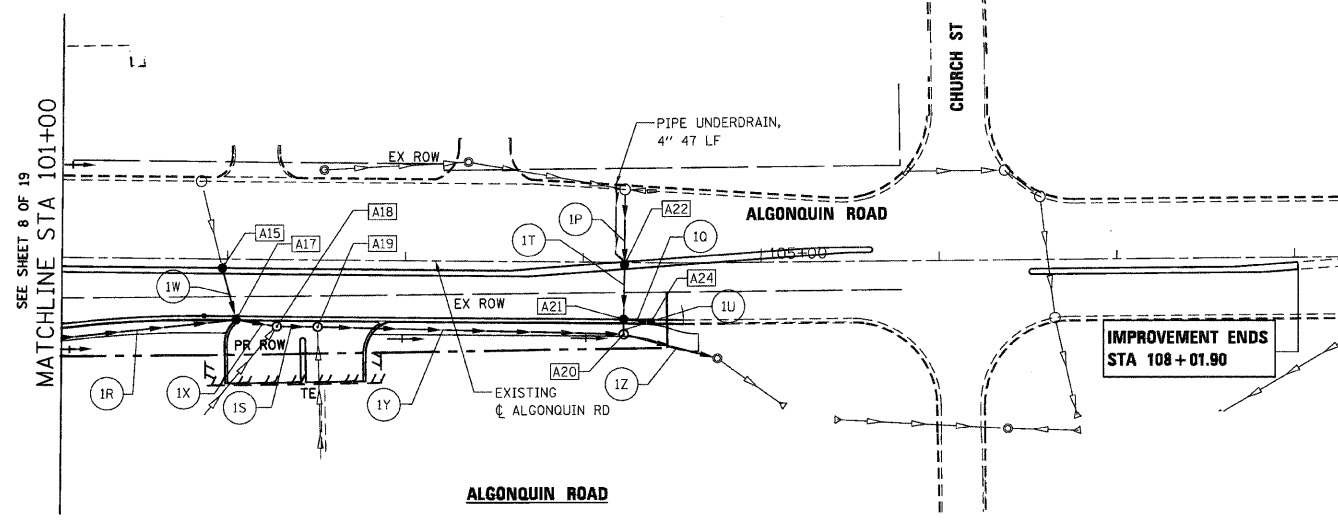 SEE SHEET 8 OF 19
MATCHLINE STA 101+00
CHURCH ST
PIPE UNDERDRAIN,
4" 47 LF
EX ROW
ALGONQUIN ROAD
A18
A15
A17
A19
A22
1P
1T
1Q
105+00
A24
1W
EX ROW
A21
1U
PR ROW
IMPROVEMENT ENDS
STA 108+01.90
1R
1X
1S
TE
1Y
A20
1Z
EXISTING
℄ ALGONQUIN RD
ALGONQUIN ROAD